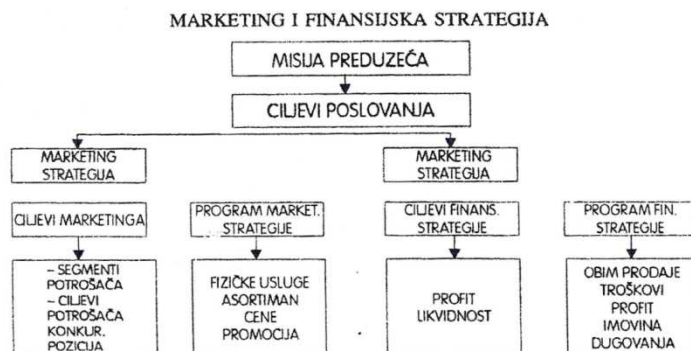 MARKETING I FINANSIJSKA STRATEGIJA
MISIJA PREDUZEĆA
CILJEVI POSLOVANJA
MARKETING
STRATEGIJA
MARKETING
STRATEGIJA
CILJEVI MARKETINGA
PROGRAM MARKET.
STRATEGIJE
CILJEVI FINANS.
STRATEGIJE
PROGRAM FIN.
STRATEGIJE
– SEGMENTI
POTROŠAČA
– CILJEVI
POTROŠAČA
KONKUR.
POZICIJA
FIZIČKE USLUGE
ASORTIMAN
CENE
PROMOCIJA
PROFIT
LIKVIDNOST
OBIM PRODAJE
TROŠKOVI
PROFIT
IMOVINA
DUGOVANJA